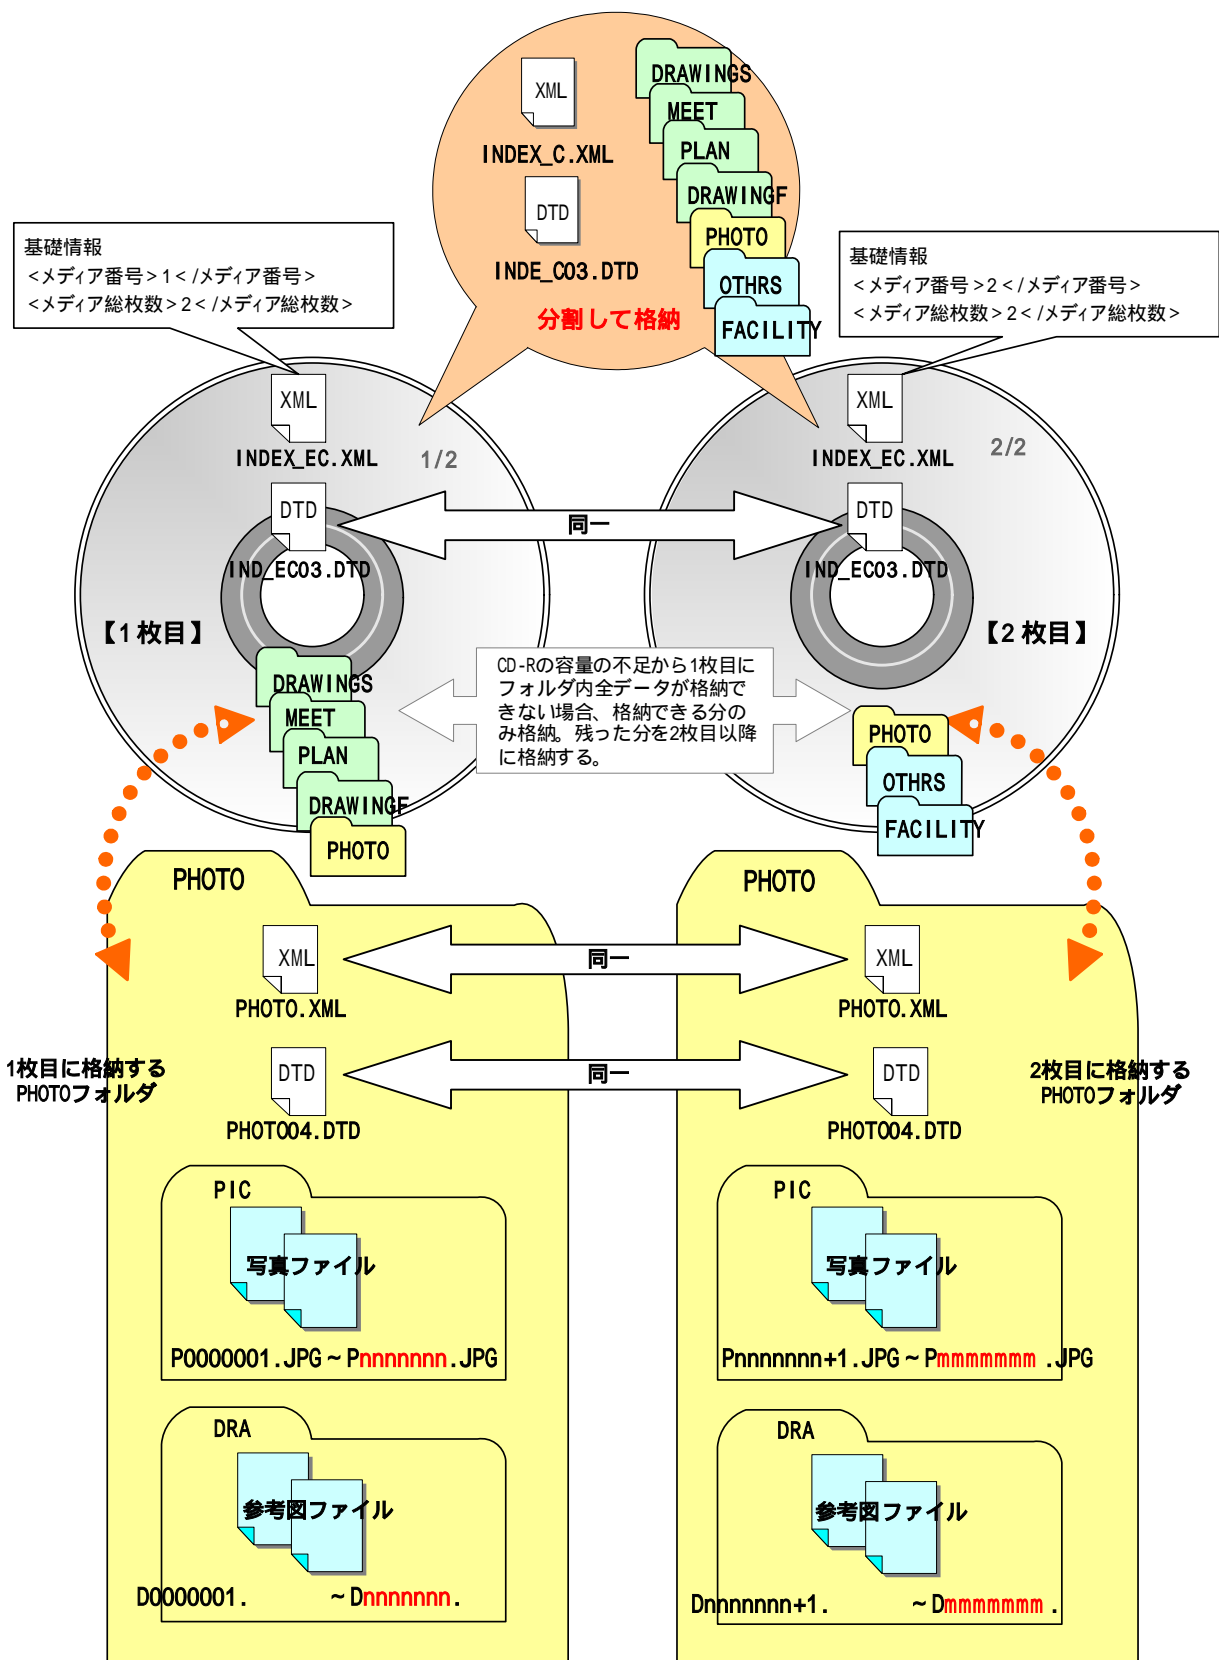 XML
INDEX_C.XML
DTD
INDE_C03.DTD
分割して格納
DRAWINGS
MEET
PLAN
DRAWINGF
PHOTO
OTHRS
FACILITY
基礎情報
<メディア番号>1</メディア番号>
<メディア総枚数>2</メディア総枚数>
基礎情報
<メディア番号>2</メディア番号>
<メディア総枚数>2</メディア総枚数>
XML
INDEX_EC.XML
1/2
DTD
IND_EC03.DTD
【1枚目】
XML
INDEX_EC.XML
2/2
DTD
IND_EC03.DTD
【2枚目】
同一
DRAWINGS
MEET
PLAN
DRAWINGF
PHOTO
CD-Rの容量の不足から1枚目に
フォルダ内全データが格納で
きない場合、格納できる分の
み格納。残った分を2枚目以降
に格納する。
PHOTO
OTHRS
FACILITY
PHOTO
PHOTO
XML
PHOTO.XML
同一
XML
PHOTO.XML
1枚目に格納する
PHOTOフォルダ
DTD
PHOTO04.DTD
同一
DTD
PHOTO04.DTD
2枚目に格納する
PHOTOフォルダ
PIC
写真ファイル
P0000001.JPG~Pnnnnnnn.JPG
PIC
写真ファイル
Pnnnnnnn+1.JPG~Pmmmmmmm.JPG
DRA
参考図ファイル
D0000001. ~Dnnnnnnn.
DRA
参考図ファイル
Dnnnnnnn+1. ~Dmmmmmmm.